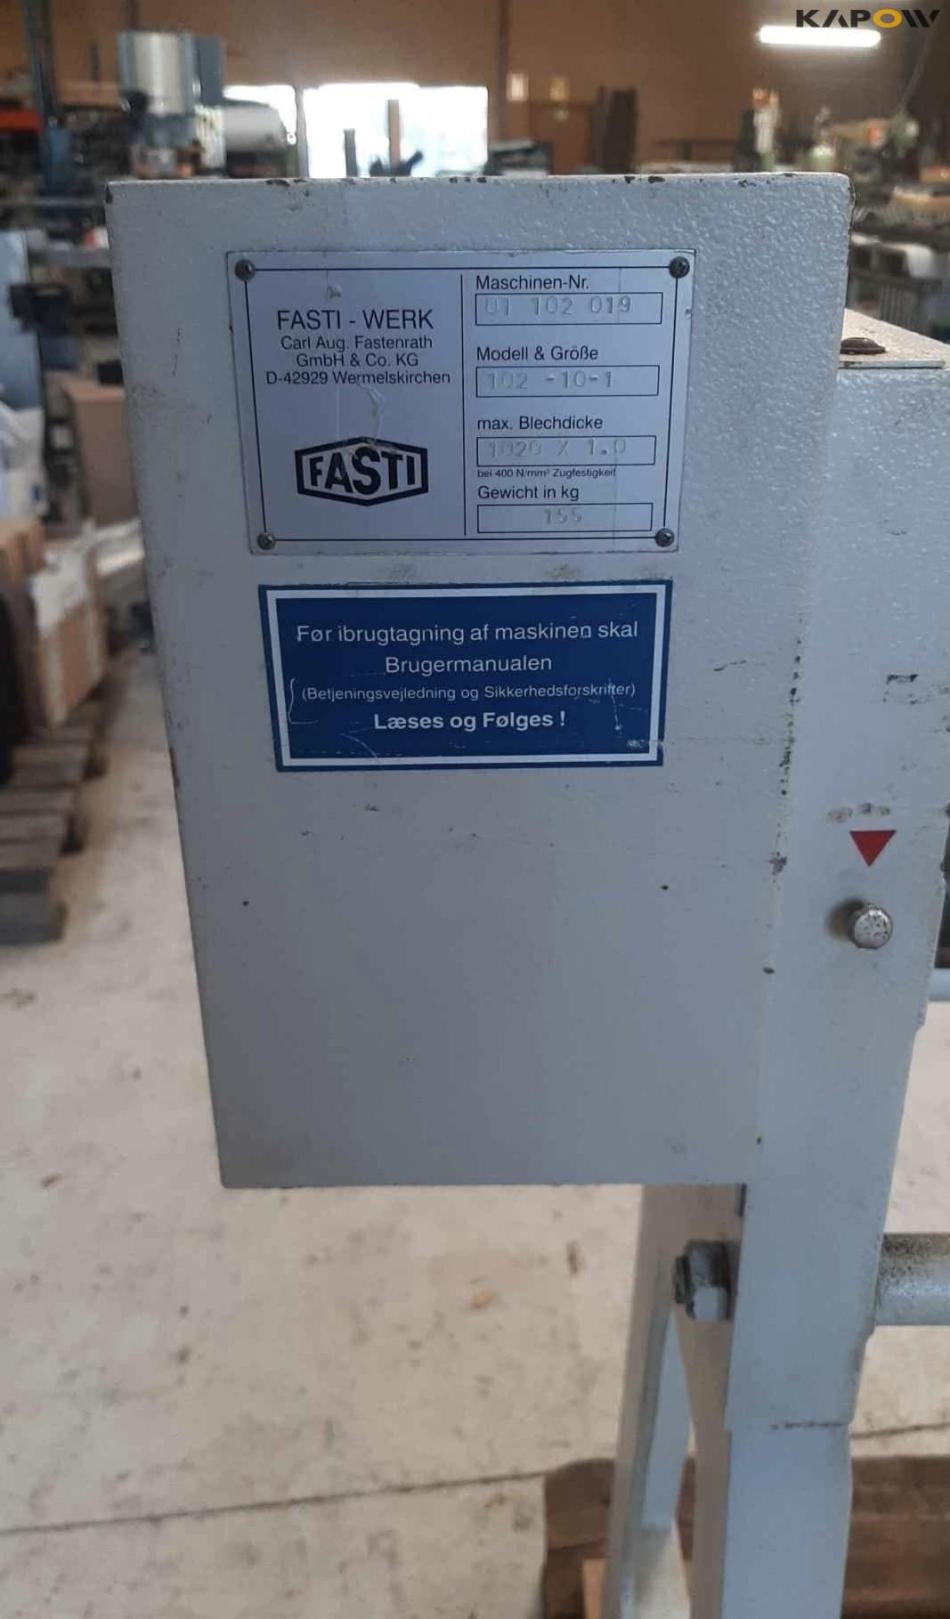 KAPOW
FASTI - WERK
Carl Aug. Fastenrath
GmbH & Co. KG
D-42929 Wermelskirchen
FASTI
Maschinen-Nr.
01 102 019
Modell & Größe
102 -10-1
max. Blechdicke
1020 X 1.0
bei 400 N/mm² Zugfestigkeit
Gewicht in kg
155
Før ibrugtagning af maskinen skal
Brugermanualen
(Betjeningsvejledning og Sikkerhedsforskrifter)
Læses og Følges !